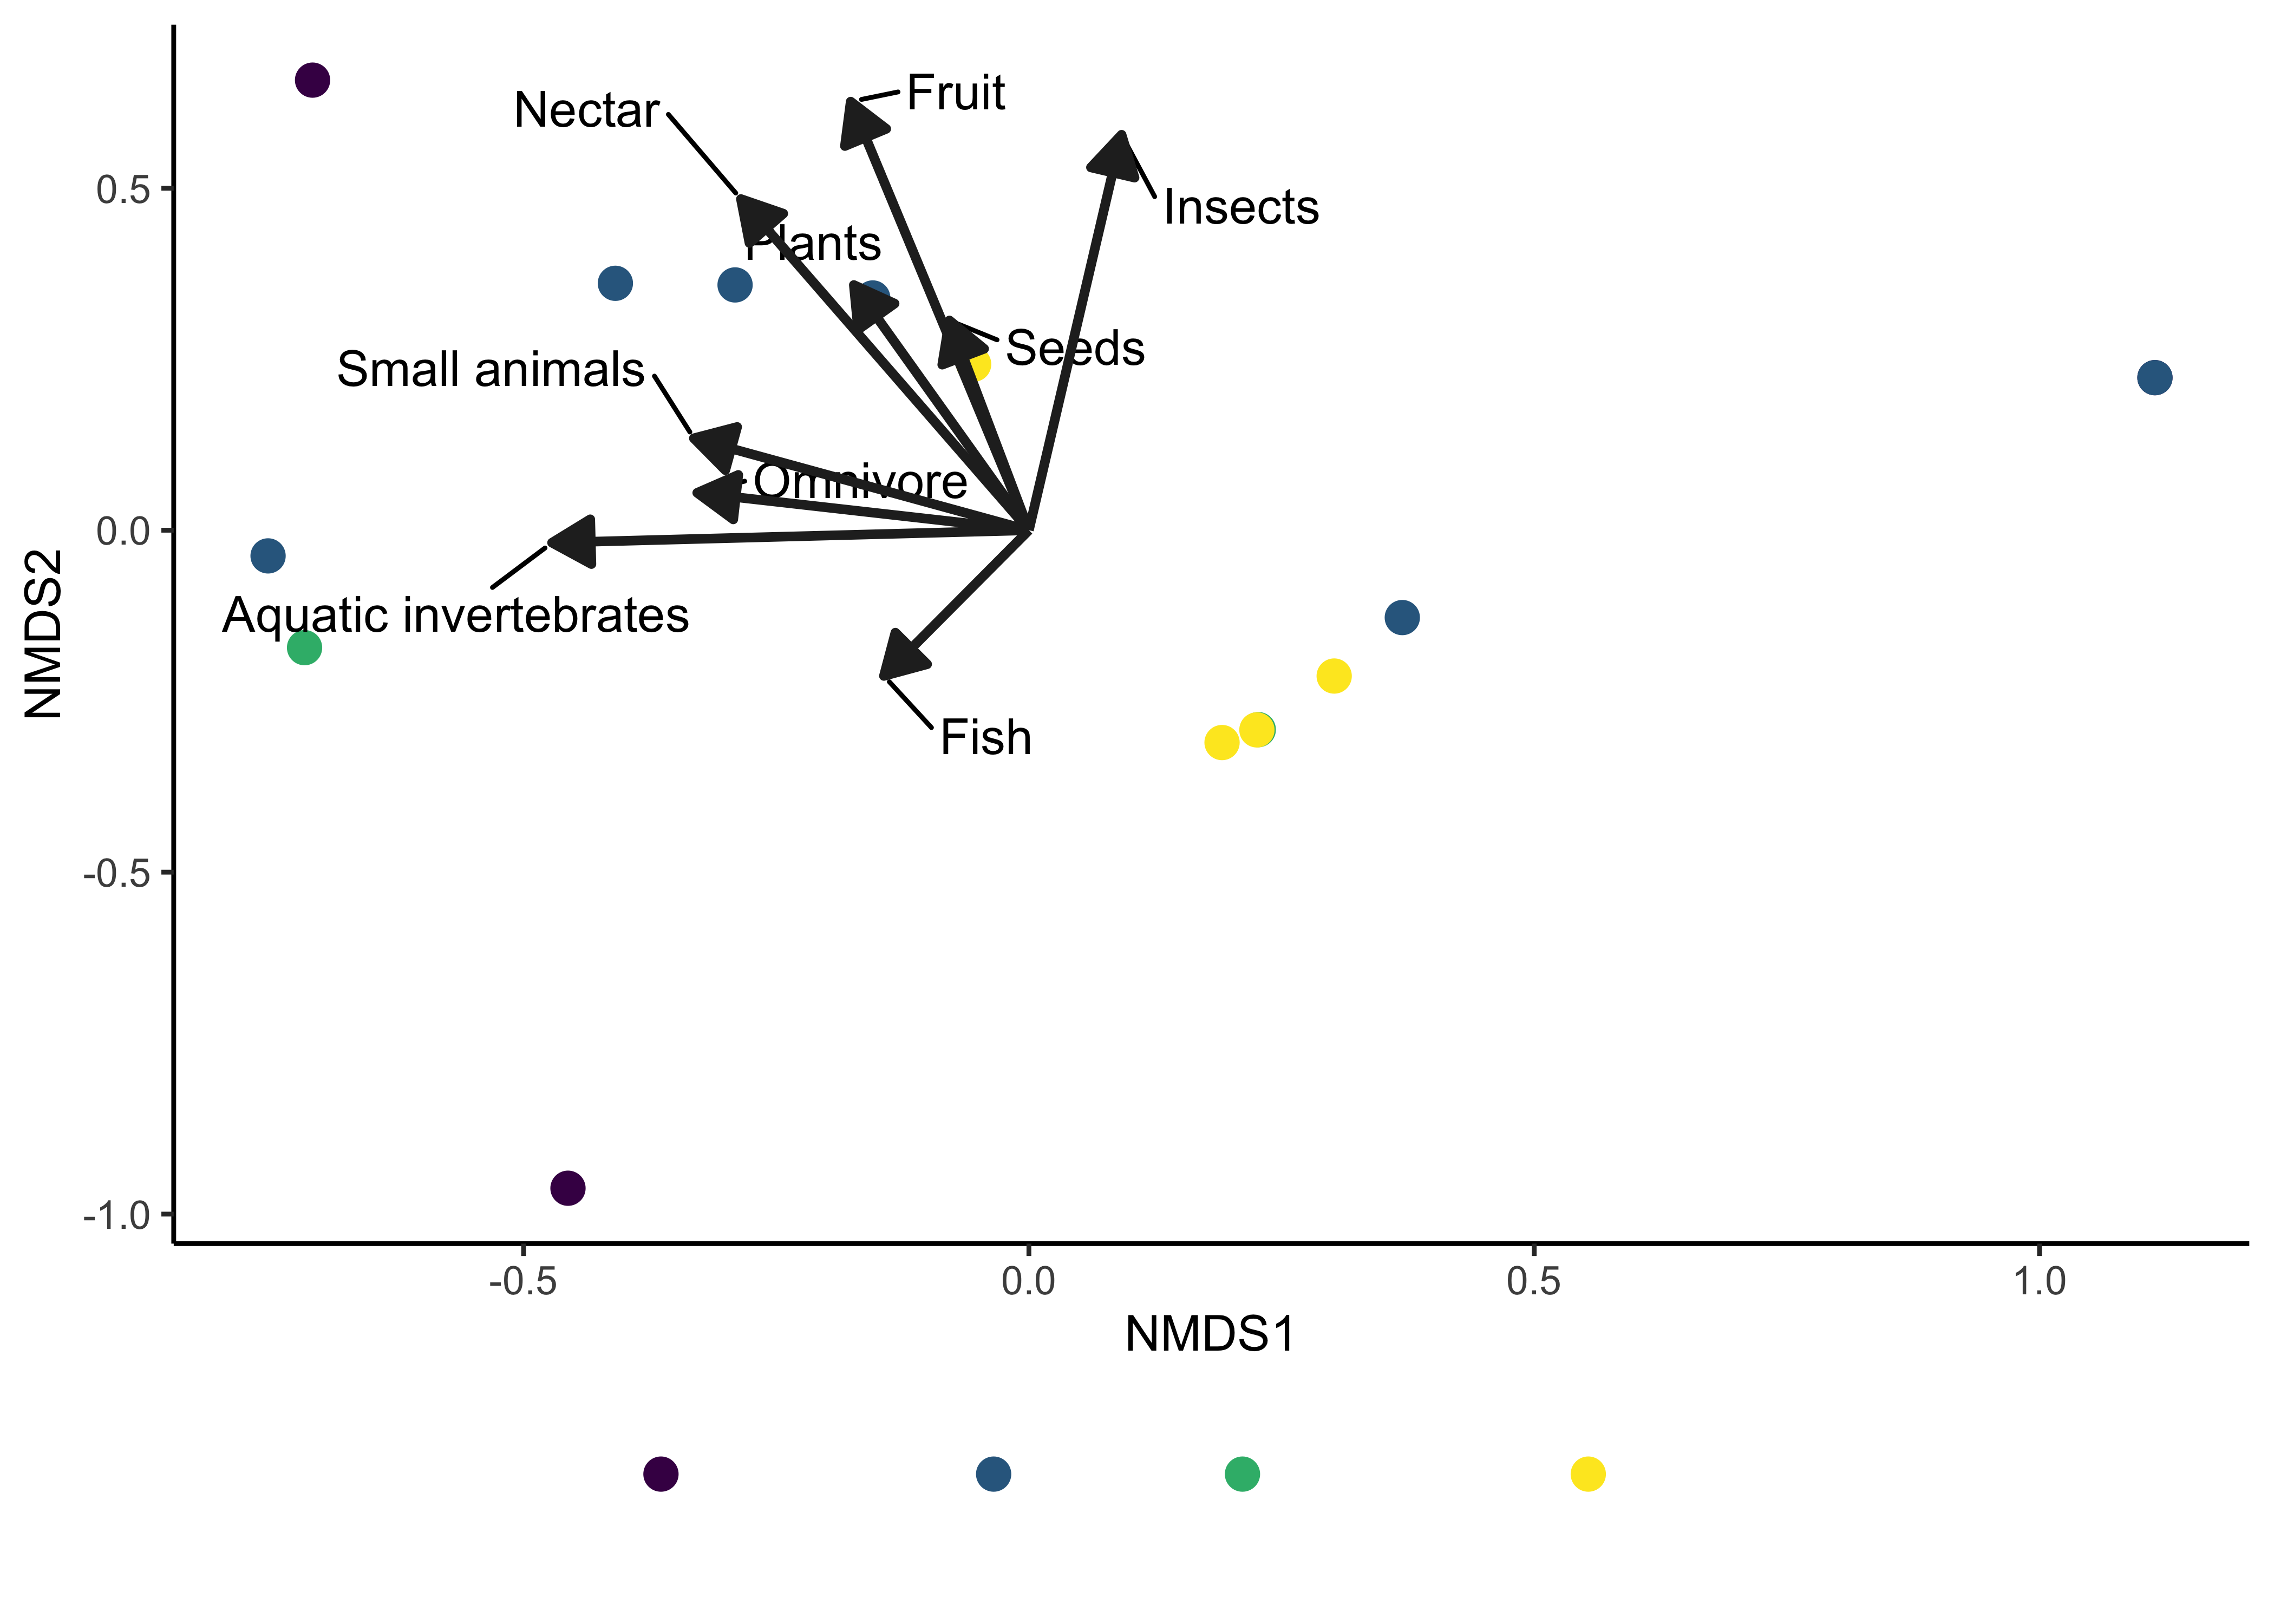 Fruit
Nectar
Insects
0.5
Plants
Seeds
Small animals
Omnivore
0.0
Aquatic invertebrates
NMDS2
Fish
-0.5
-1.0
-0.5 0.0 0.5 1.0
NMDS1